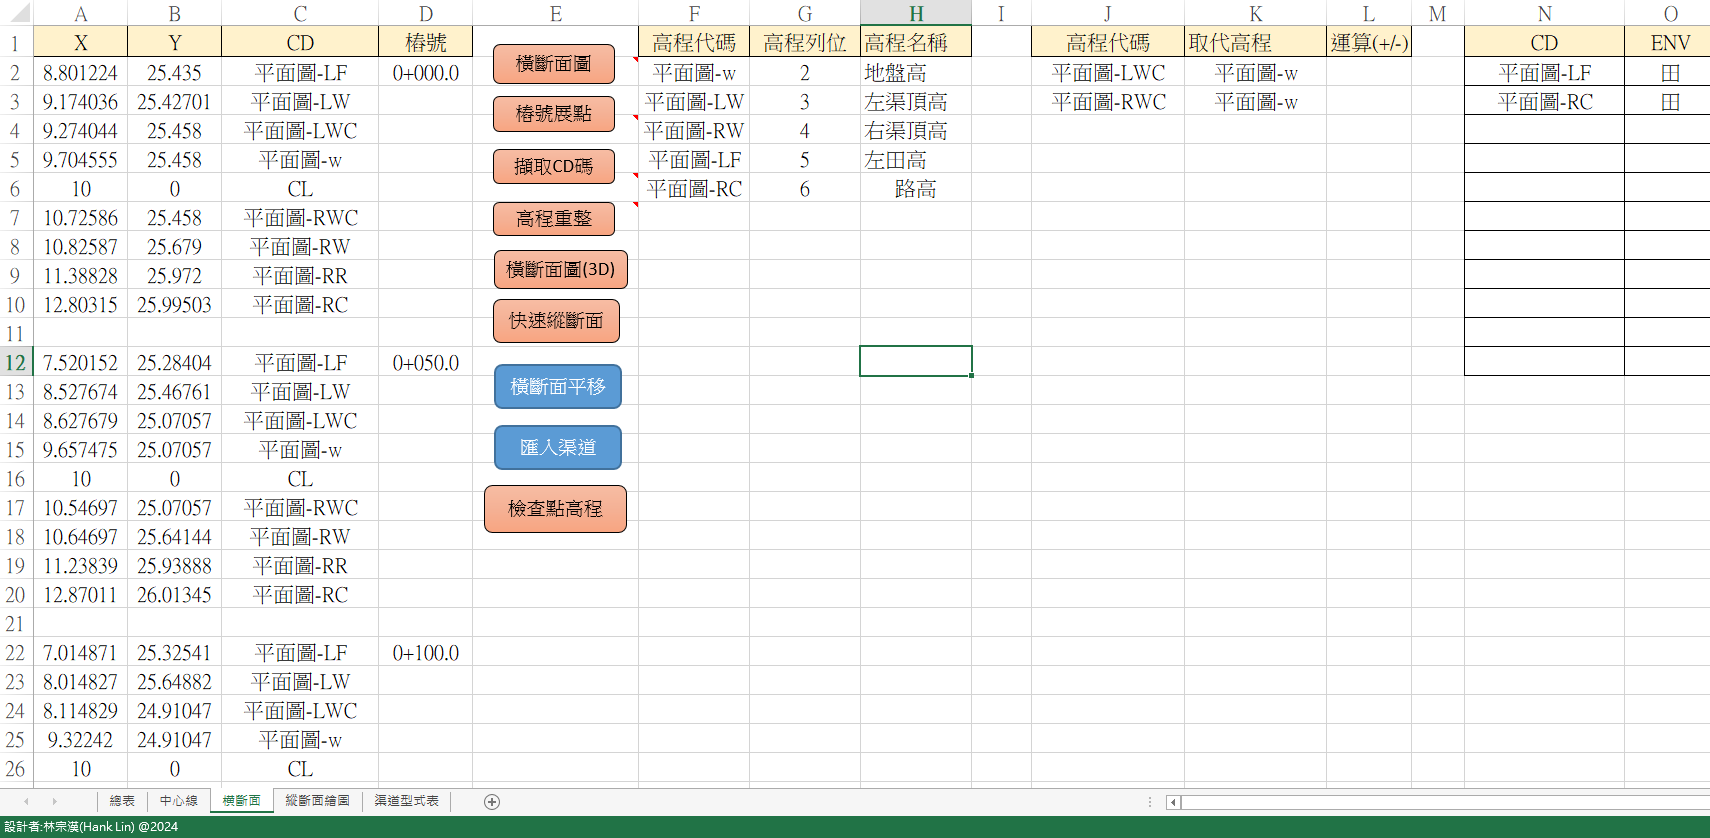 A B C D E F G H I J K L M N O
1 X Y CD 樁號 高程代碼 高程列位 高程名稱 高程代碼 取代高程 運算(+/-) CD ENV
2 8.801224 25.435 平面圖-LF 0+000.0 橫斷面圖 平面圖-w 2 地盤高 平面圖-LWC 平面圖-w 平面圖-LF 田
3 9.174036 25.42701 平面圖-LW 樁號展點 平面圖-LW 3 左渠頂高 平面圖-RWC 平面圖-w 平面圖-RC 田
4 9.274044 25.458 平面圖-LWC 平面圖-RW 4 右渠頂高
5 9.704555 25.458 平面圖-w 擷取CD碼 平面圖-LF 5 左田高
6 10 0 CL 平面圖-RC 6 路高
7 10.72586 25.458 平面圖-RWC 高程重整
8 10.82587 25.679 平面圖-RW
9 11.38828 25.972 平面圖-RR 橫斷面圖(3D)
10 12.80315 25.99503 平面圖-RC 快速縱斷面
11
12 7.520152 25.28404 平面圖-LF 0+050.0
13 8.527674 25.46761 平面圖-LW 橫斷面平移
14 8.627679 25.07057 平面圖-LWC
15 9.657475 25.07057 平面圖-w 匯入渠道
16 10 0 CL
17 10.54697 25.07057 平面圖-RWC 檢查點高程
18 10.64697 25.64144 平面圖-RW
19 11.23839 25.93888 平面圖-RR
20 12.87011 26.01345 平面圖-RC
21
22 7.014871 25.32541 平面圖-LF 0+100.0
23 8.014827 25.64882 平面圖-LW
24 8.114829 24.91047 平面圖-LWC
25 9.32242 24.91047 平面圖-w
26 10 0 CL
總表 中心線 橫斷面 縱斷面繪圖 渠道型式表
設計者:林宗漢(Hank Lin) @2024